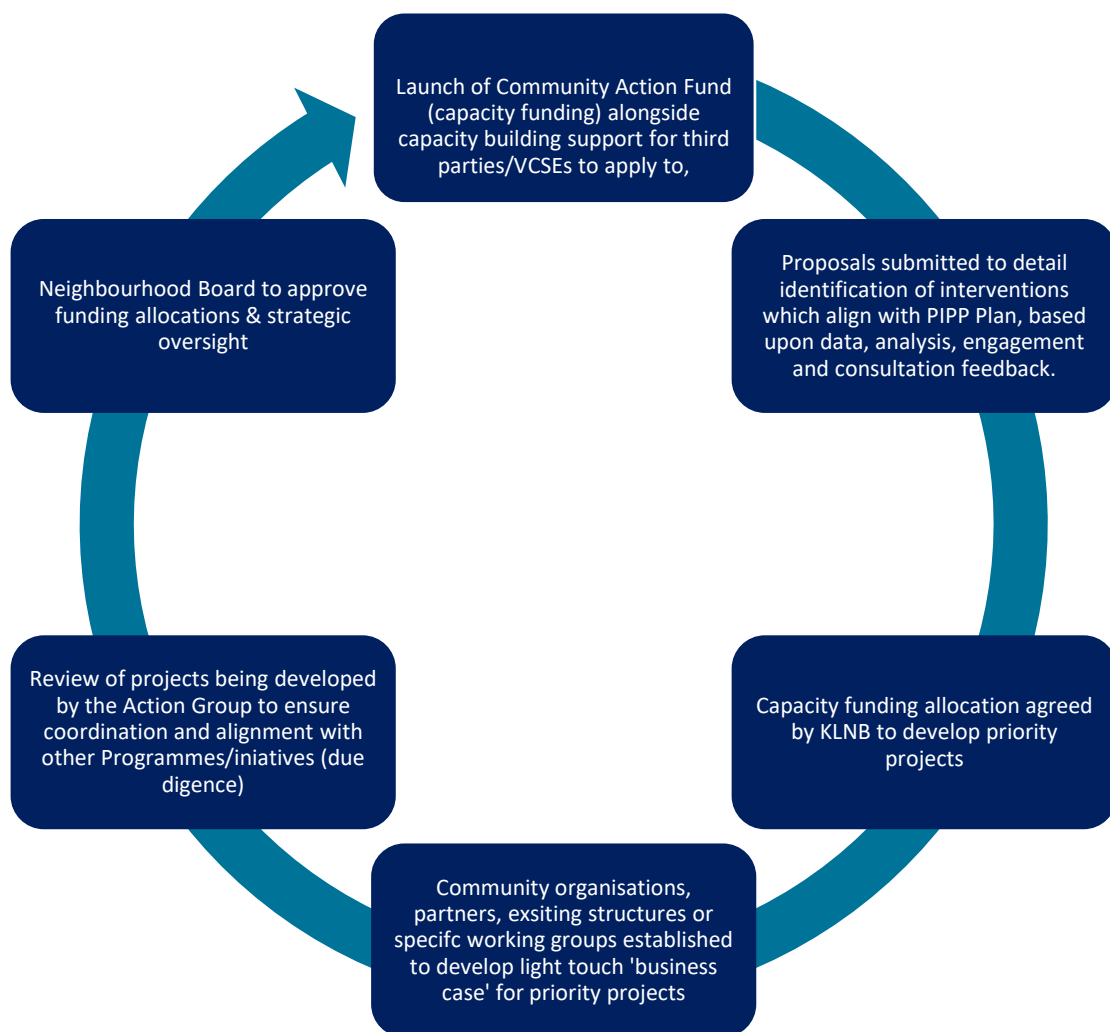 Launch of Community Action Fund
(capacity funding) alongside
capacity building support for third
parties/VCSEs to apply to,
Proposals submitted to detail
identification of interventions
which align with PIPP Plan, based
upon data, analysis, engagement
and consultation feedback.
Capacity funding allocation agreed
by KLNB to develop priority
projects
Community organisations,
partners, exsiting structures or
specifc working groups established
to develop light touch 'business
case' for priority projects
Review of projects being developed
by the Action Group to ensure
coordination and alignment with
other Programmes/iniatives (due
digence)
Neighbourhood Board to approve
funding allocations & strategic
oversight